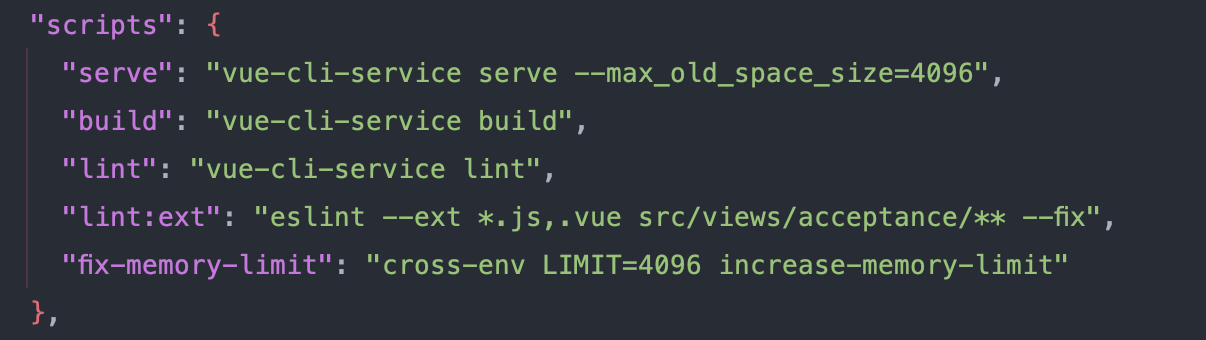 "scripts": {
"serve": "vue-cli-service serve --max_old_space_size=4096",
"build": "vue-cli-service build",
"lint": "vue-cli-service lint",
"lint:ext": "eslint --ext *.js,.vue src/views/acceptance/** --fix",
"fix-memory-limit": "cross-env LIMIT=4096 increase-memory-limit"
},